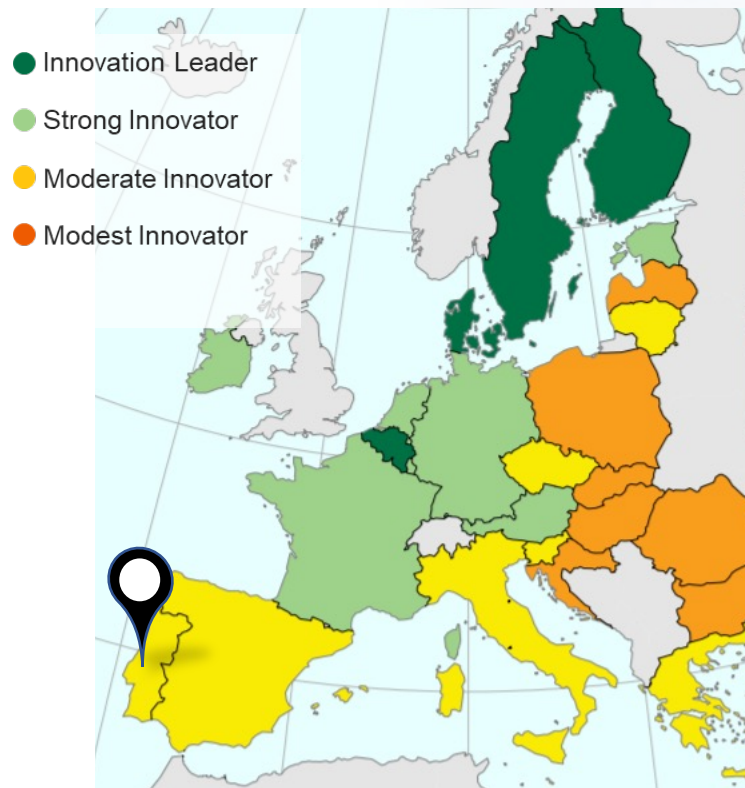 Innovation Leader
Strong Innovator
Moderate Innovator
Modest Innovator